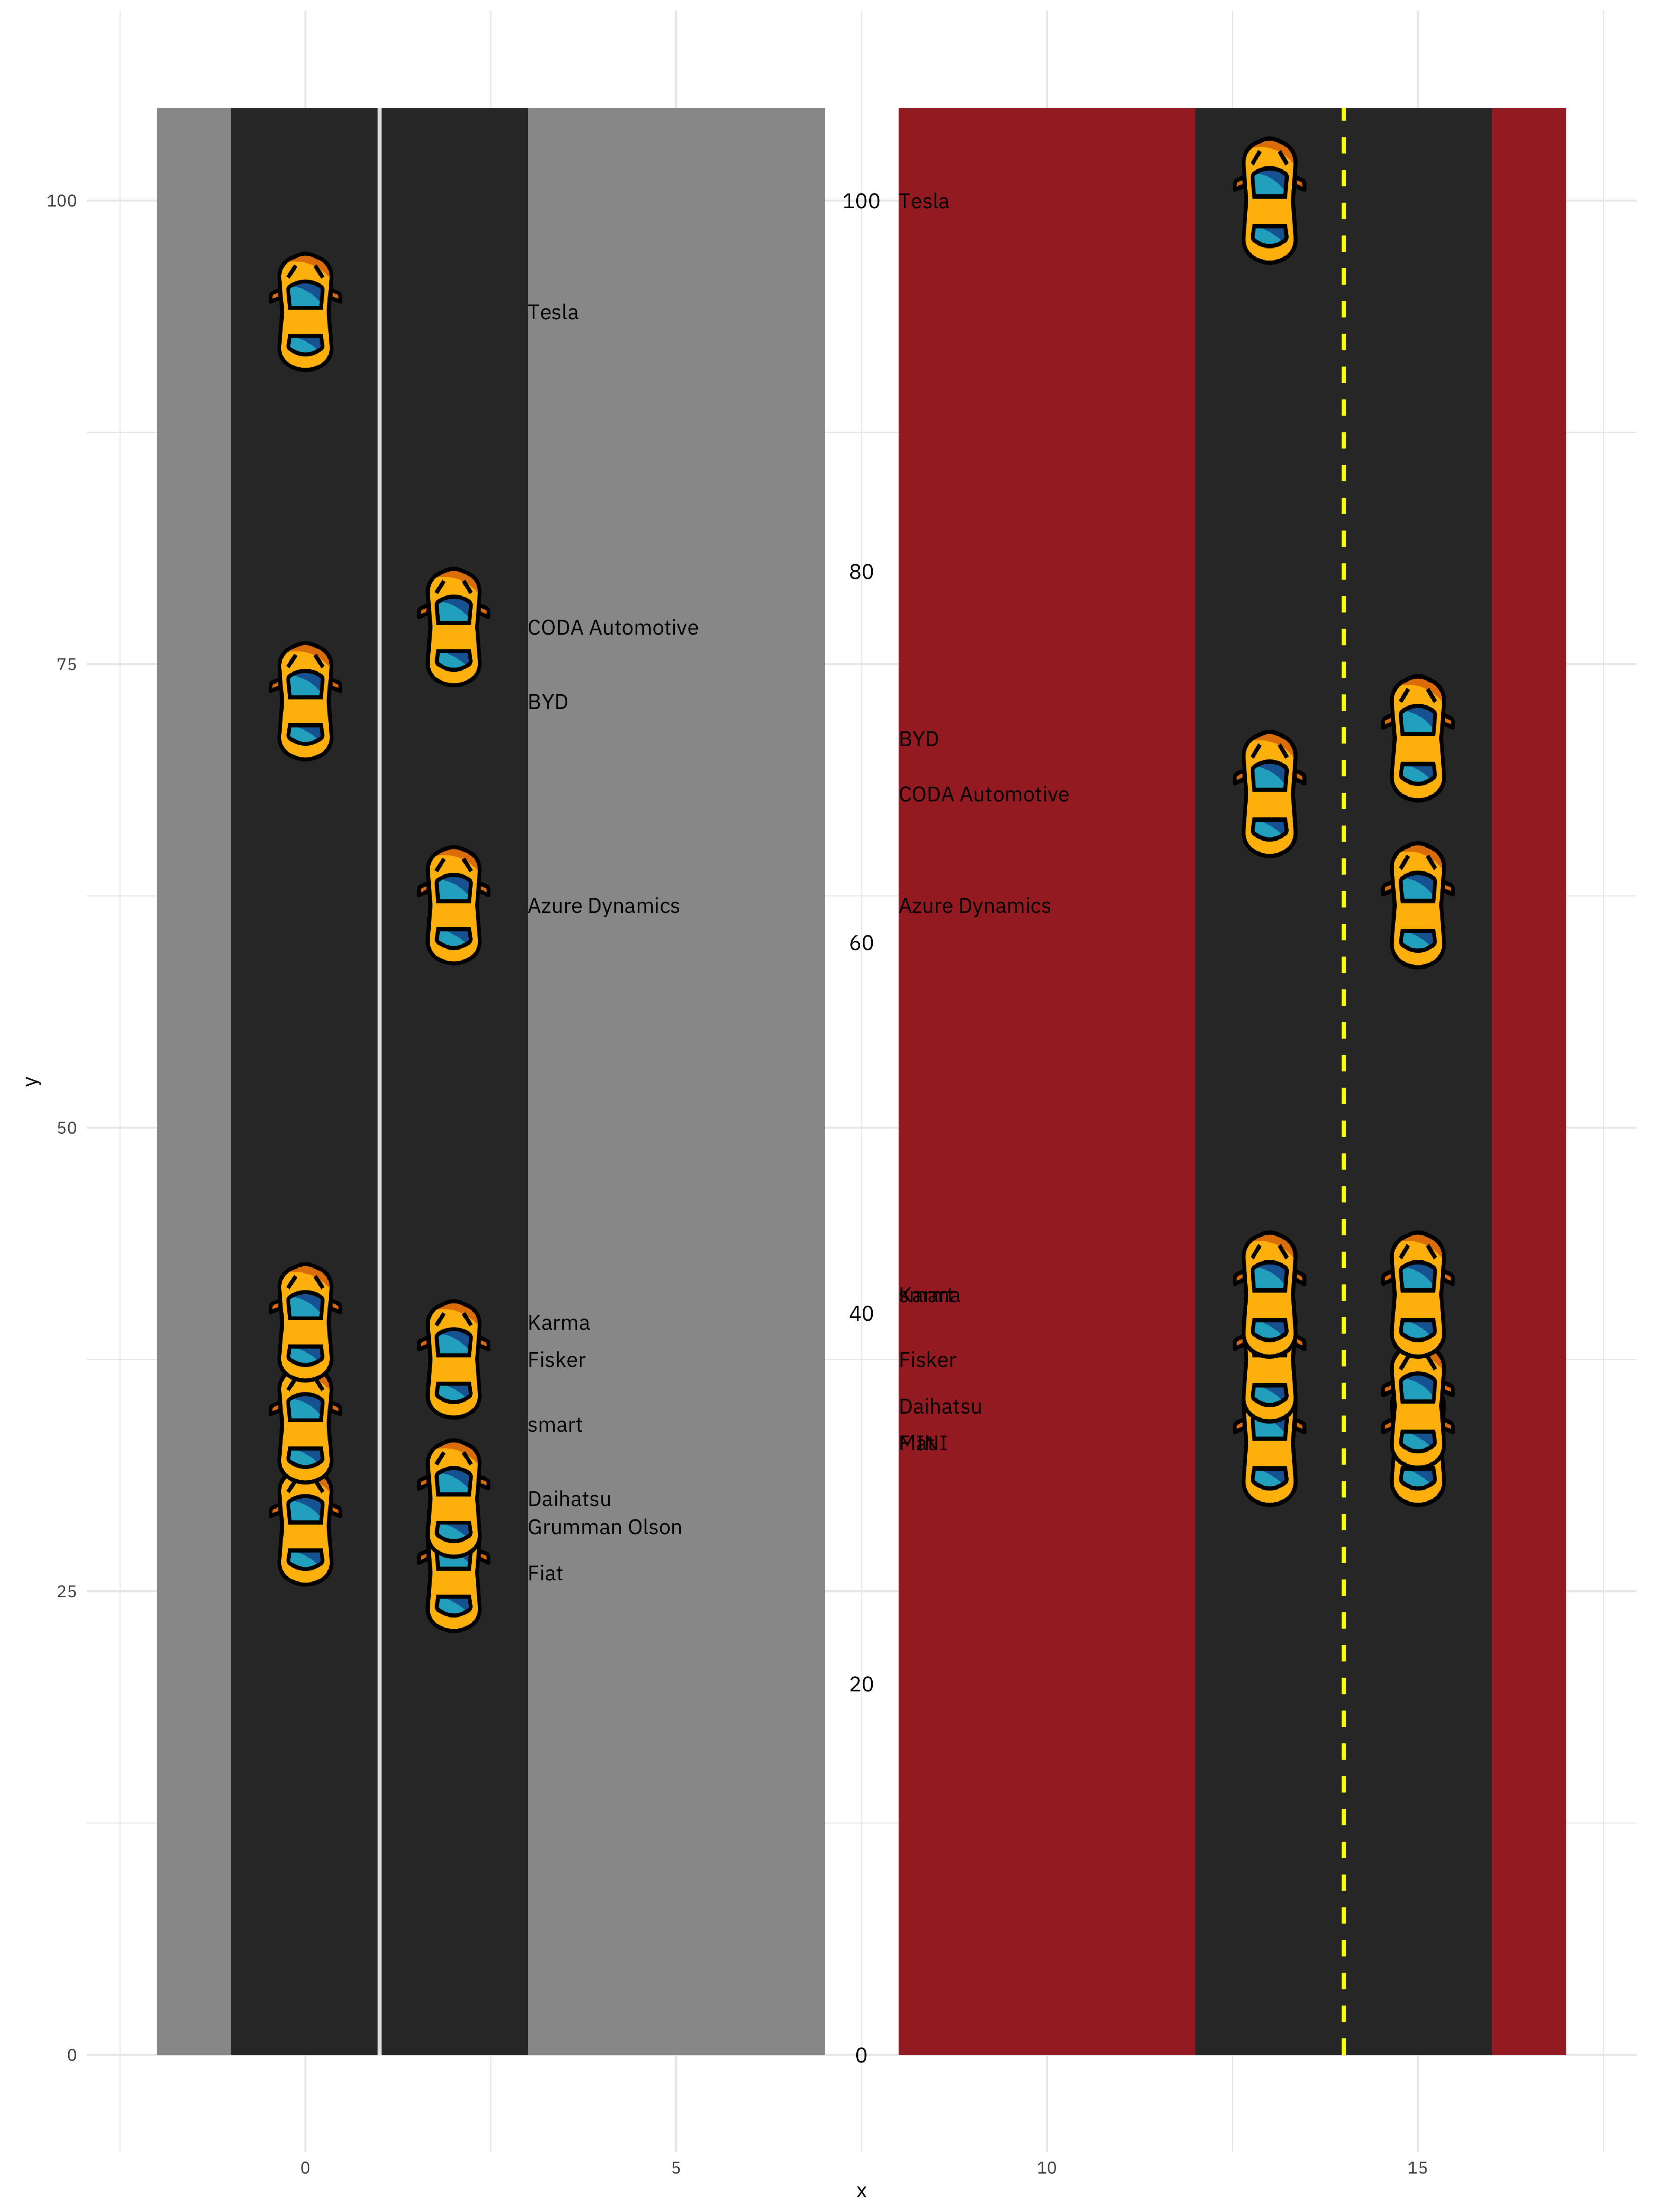 100
75
50
25
0
y
Tesla
CODA Automotive
BYD
Azure Dynamics
Karma
Fisker
smart
Daihatsu
Grumman Olson
Fiat
100
80
60
40
20
0
Tesla
BYD
CODA Automotive
Azure Dynamics
Karma
smart
Fisker
Daihatsu
Fiat
MINI
0
5
10
15
x